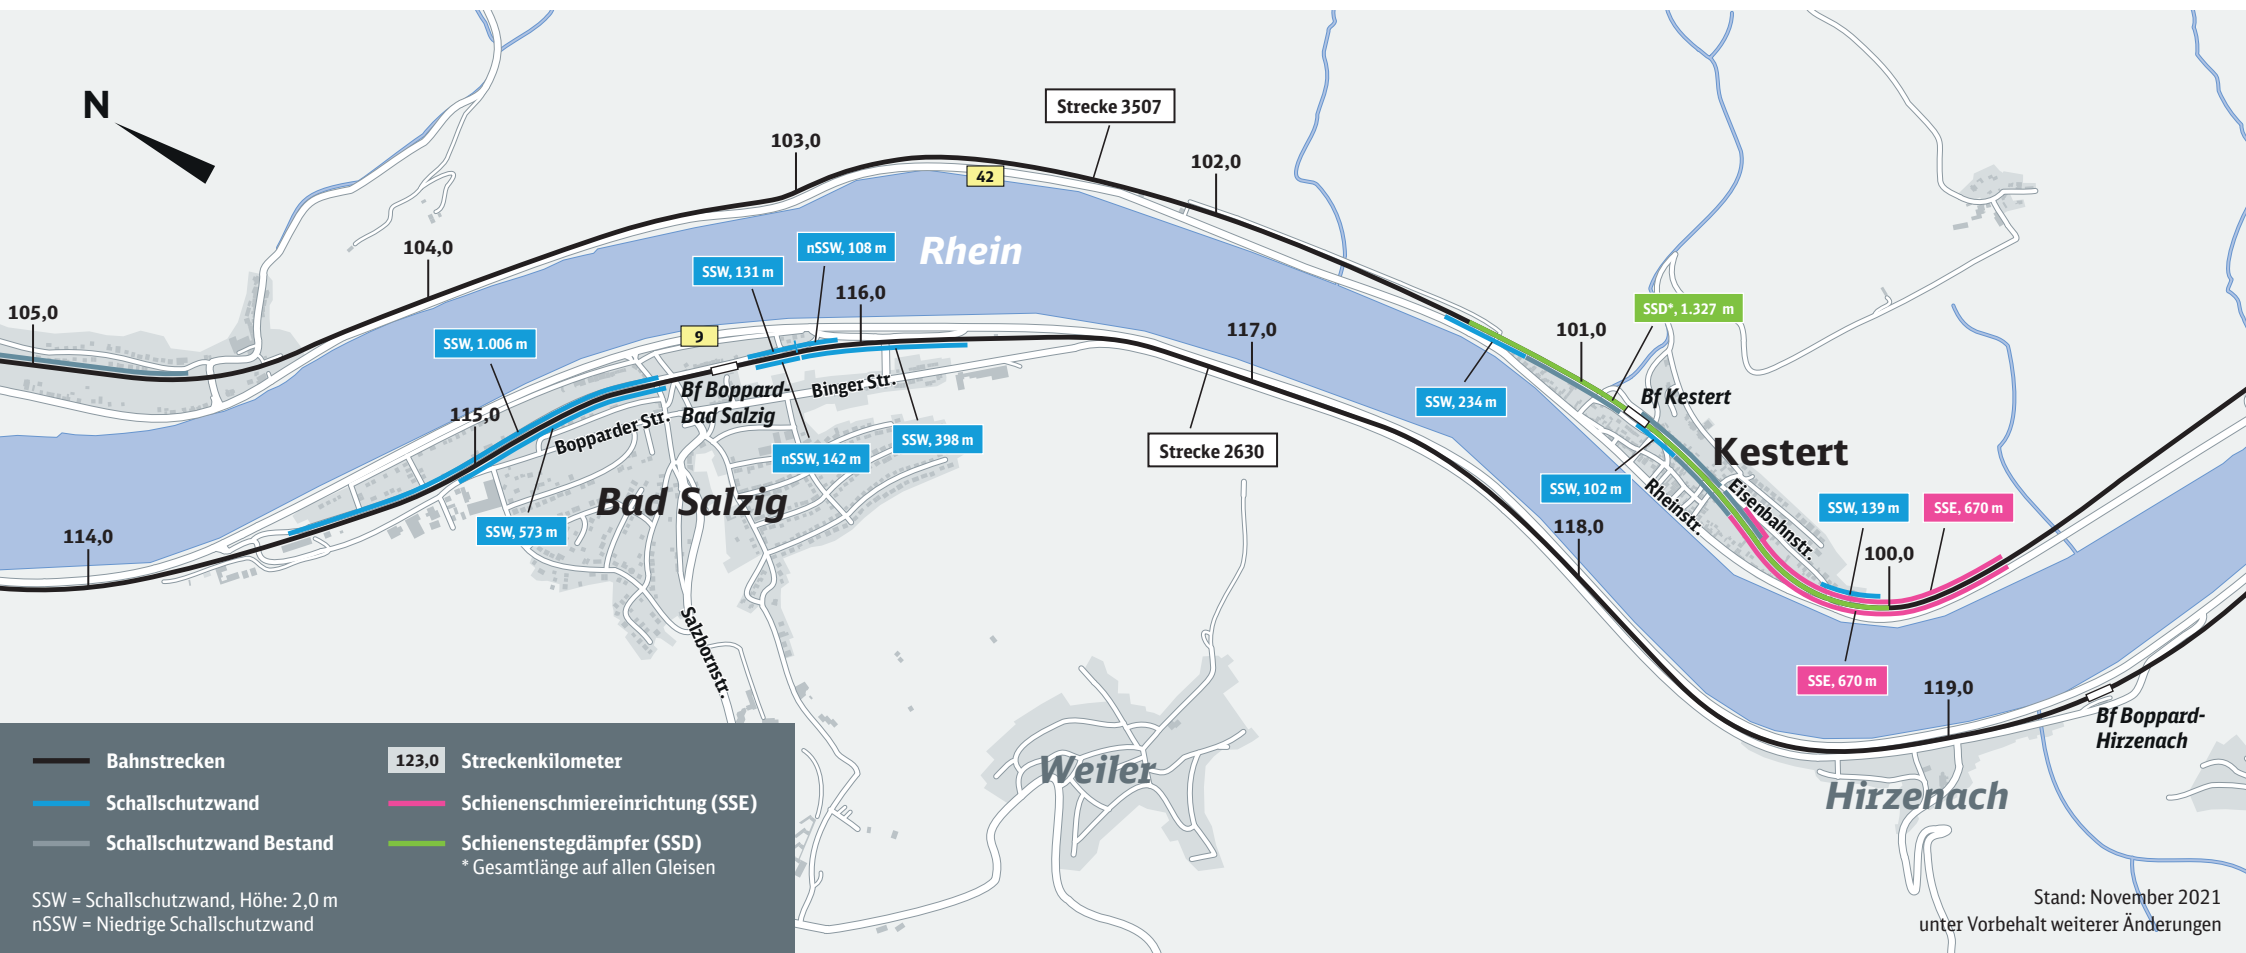 N
Strecke 3507
103,0
102,0
42
104,0
nSSW, 108 m
Rhein
SSW, 131 m
116,0
105,0
SSD*, 1.327 m
9
117,0
101,0
SSW, 1.006 m
Bf Boppard-
Bad Salzig
Binger Str.
Bf Kestert
SSW, 234 m
115,0
Bopparder Str.
SSW, 398 m
Strecke 2630
Kestert
nSSW, 142 m
SSW, 102 m
Rheinstr.
Eisenbahnstr.
SSW, 139 m
SSE, 670 m
Bad Salzig
SSW, 573 m
114,0
118,0
100,0
Salzbornstr.
SSE, 670 m
119,0
Bf Boppard-
Hirzenach
Weiler
Hirzenach
Bahnstrecken
123,0
Streckenkilometer
Schallschutzwand
Schienenschmiereinrichtung (SSE)
Schallschutzwand Bestand
Schienenstegdämpfer (SSD)
* Gesamtlänge auf allen Gleisen
SSW = Schallschutzwand, Höhe: 2,0 m
nSSW = Niedrige Schallschutzwand
Stand: November 2021
unter Vorbehalt weiterer Änderungen